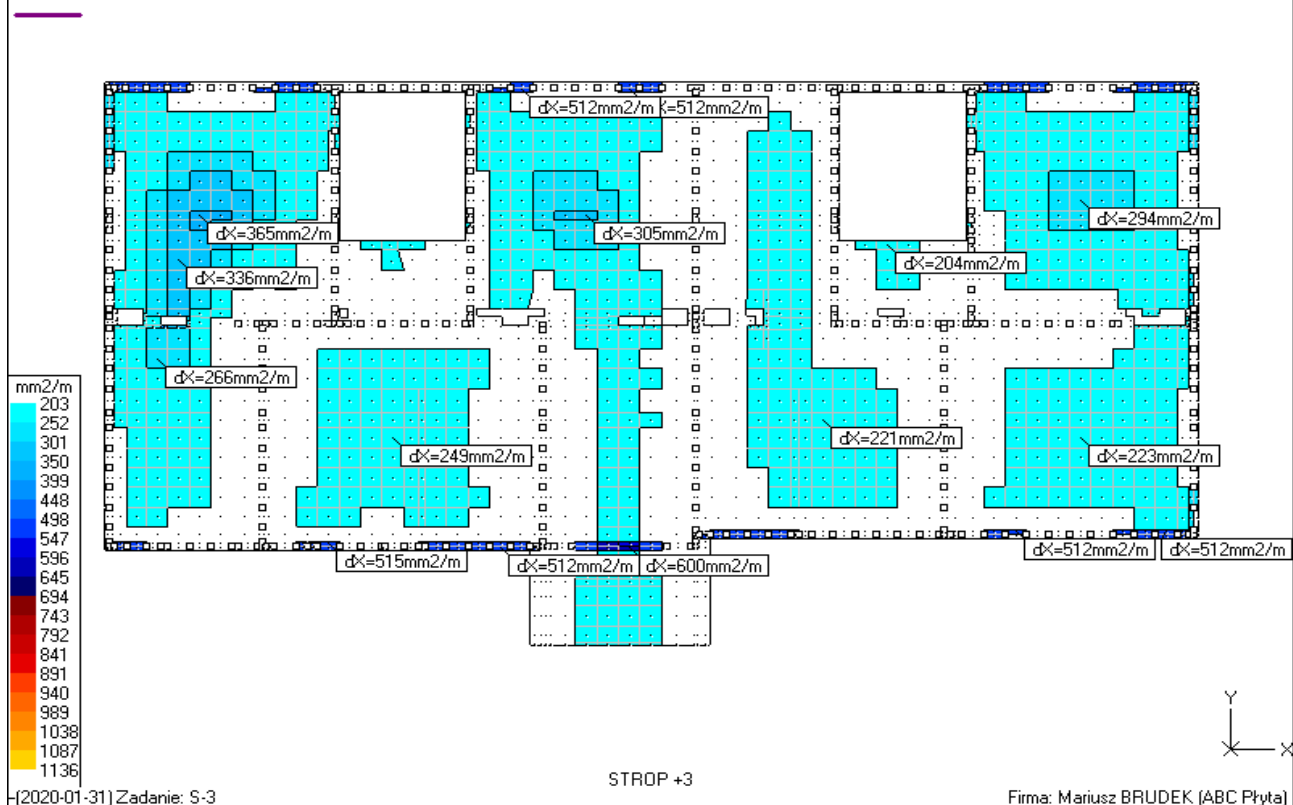 dX=512mm2/m
X=512mm2/m
dX=365mm2/m
dX=305mm2/m
dX=294mm2/m
dX=336mm2/m
dX=204mm2/m
dX=266mm2/m
dX=249mm2/m
dX=221mm2/m
dX=223mm2/m
dX=515mm2/m
dX=512mm2/m
dX=600mm2/m
dX=512mm2/m
dX=512mm2/m
mm2/m
203
252
301
350
399
448
498
547
596
645
694
743
792
841
891
940
989
1038
1087
1136
Y
X
STROP +3
(2020-01-31) Zadanie: S-3
Firma: Mariusz BRUDEK (ABC Płyta)